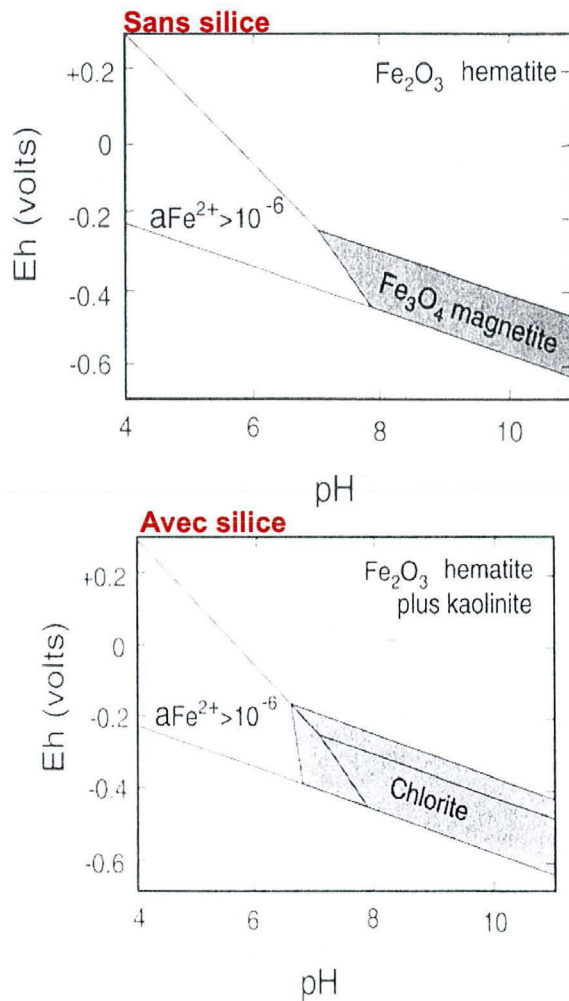 Sans silice
Fe₂O₃ hematite
+0.2
0
-0.2
-0.4
-0.6
Eh (volts)
aFe²⁺>10⁻⁶
Fe₃O₄ magnetite
4
6
8
10
pH
Avec silice
Fe₂O₃ hematite
plus kaolinite
+0.2
0
-0.2
-0.4
-0.6
Eh (volts)
aFe²⁺>10⁻⁶
Chlorite
4
6
8
10
pH